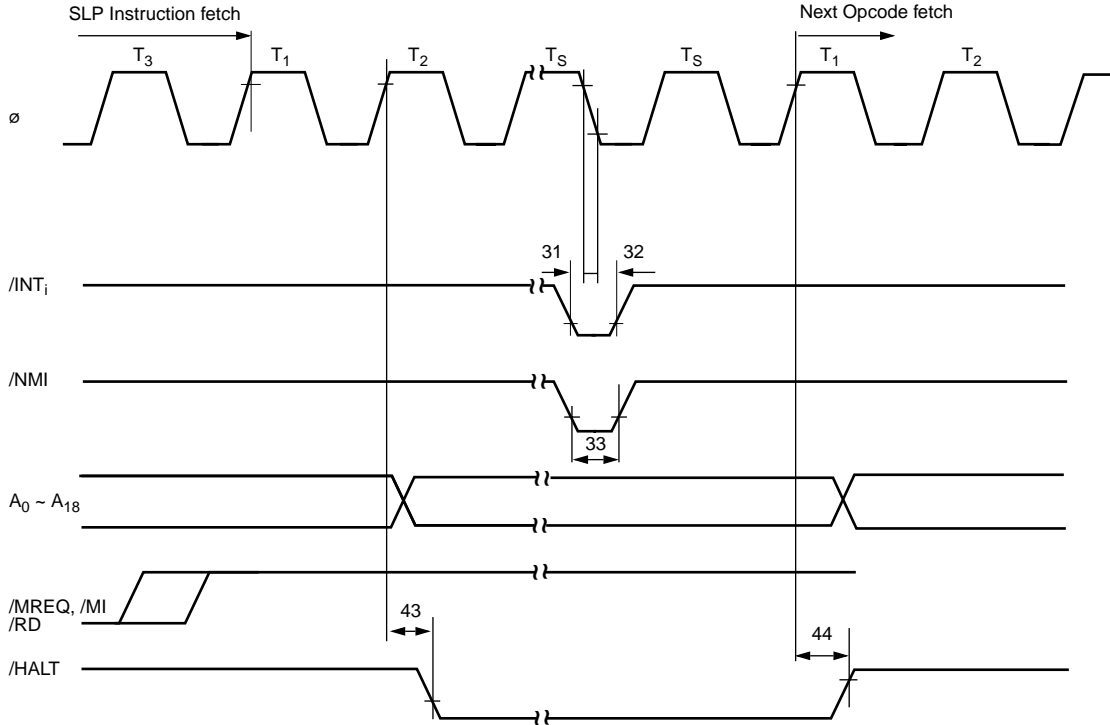 SLP Instruction fetch
Next Opcode fetch
T3 T1 T2 TS TS T1 T2
ø
31 32
/INTi
/NMI
33
A0 ~ A18
/MREQ, /MI
/RD
43
44
/HALT